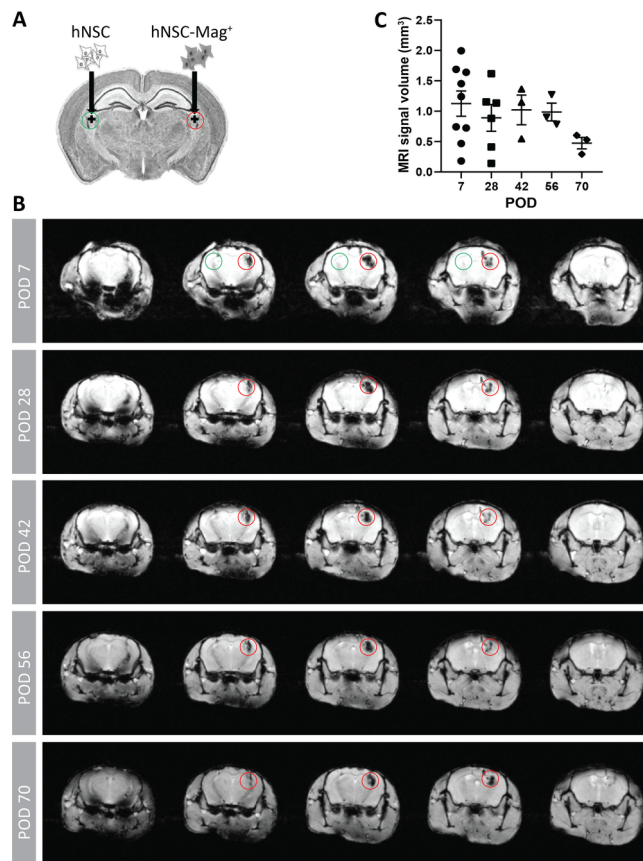 A
hNSC
hNSC-Mag⁺
C
MRI signal volume (mm³)
2.5
2.0
1.5
1.0
0.5
0.0
7 28 42 56 70
POD
B
POD 7
POD 28
POD 42
POD 56
POD 70